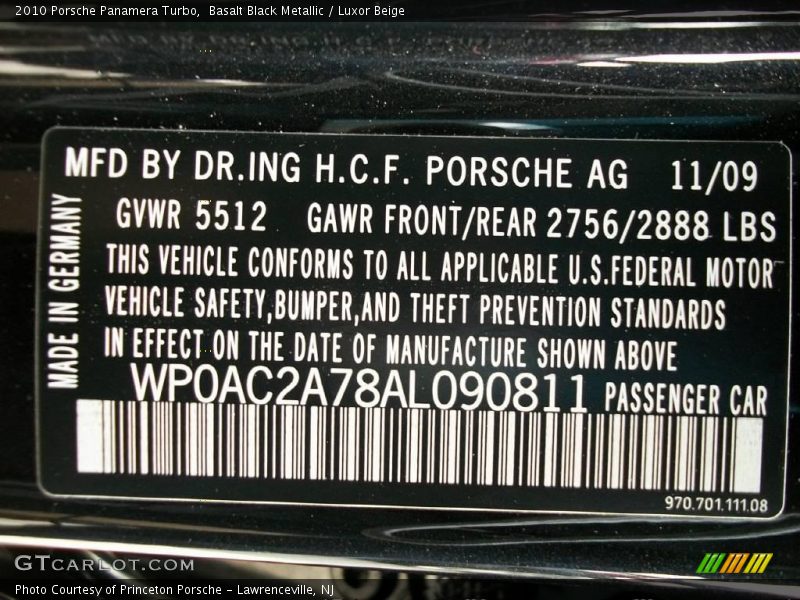 2010 Porsche Panamera Turbo,  Basalt Black Metallic / Luxor Beige
MFD BY DR.ING H.C.F. PORSCHE AG 11/09
GVWR 5512 GAWR FRONT/REAR 2756/2888 LBS
THIS VEHICLE CONFORMS TO ALL APPLICABLE U.S.FEDERAL MOTOR
VEHICLE SAFETY,BUMPER,AND THEFT PREVENTION STANDARDS
IN EFFECT ON THE DATE OF MANUFACTURE SHOWN ABOVE
WP0AC2A78AL090811 PASSENGER CAR
MADE IN GERMANY
970.701.111.08
GTCARLOT.COM
Photo Courtesy of Princeton Porsche - Lawrenceville, NJ